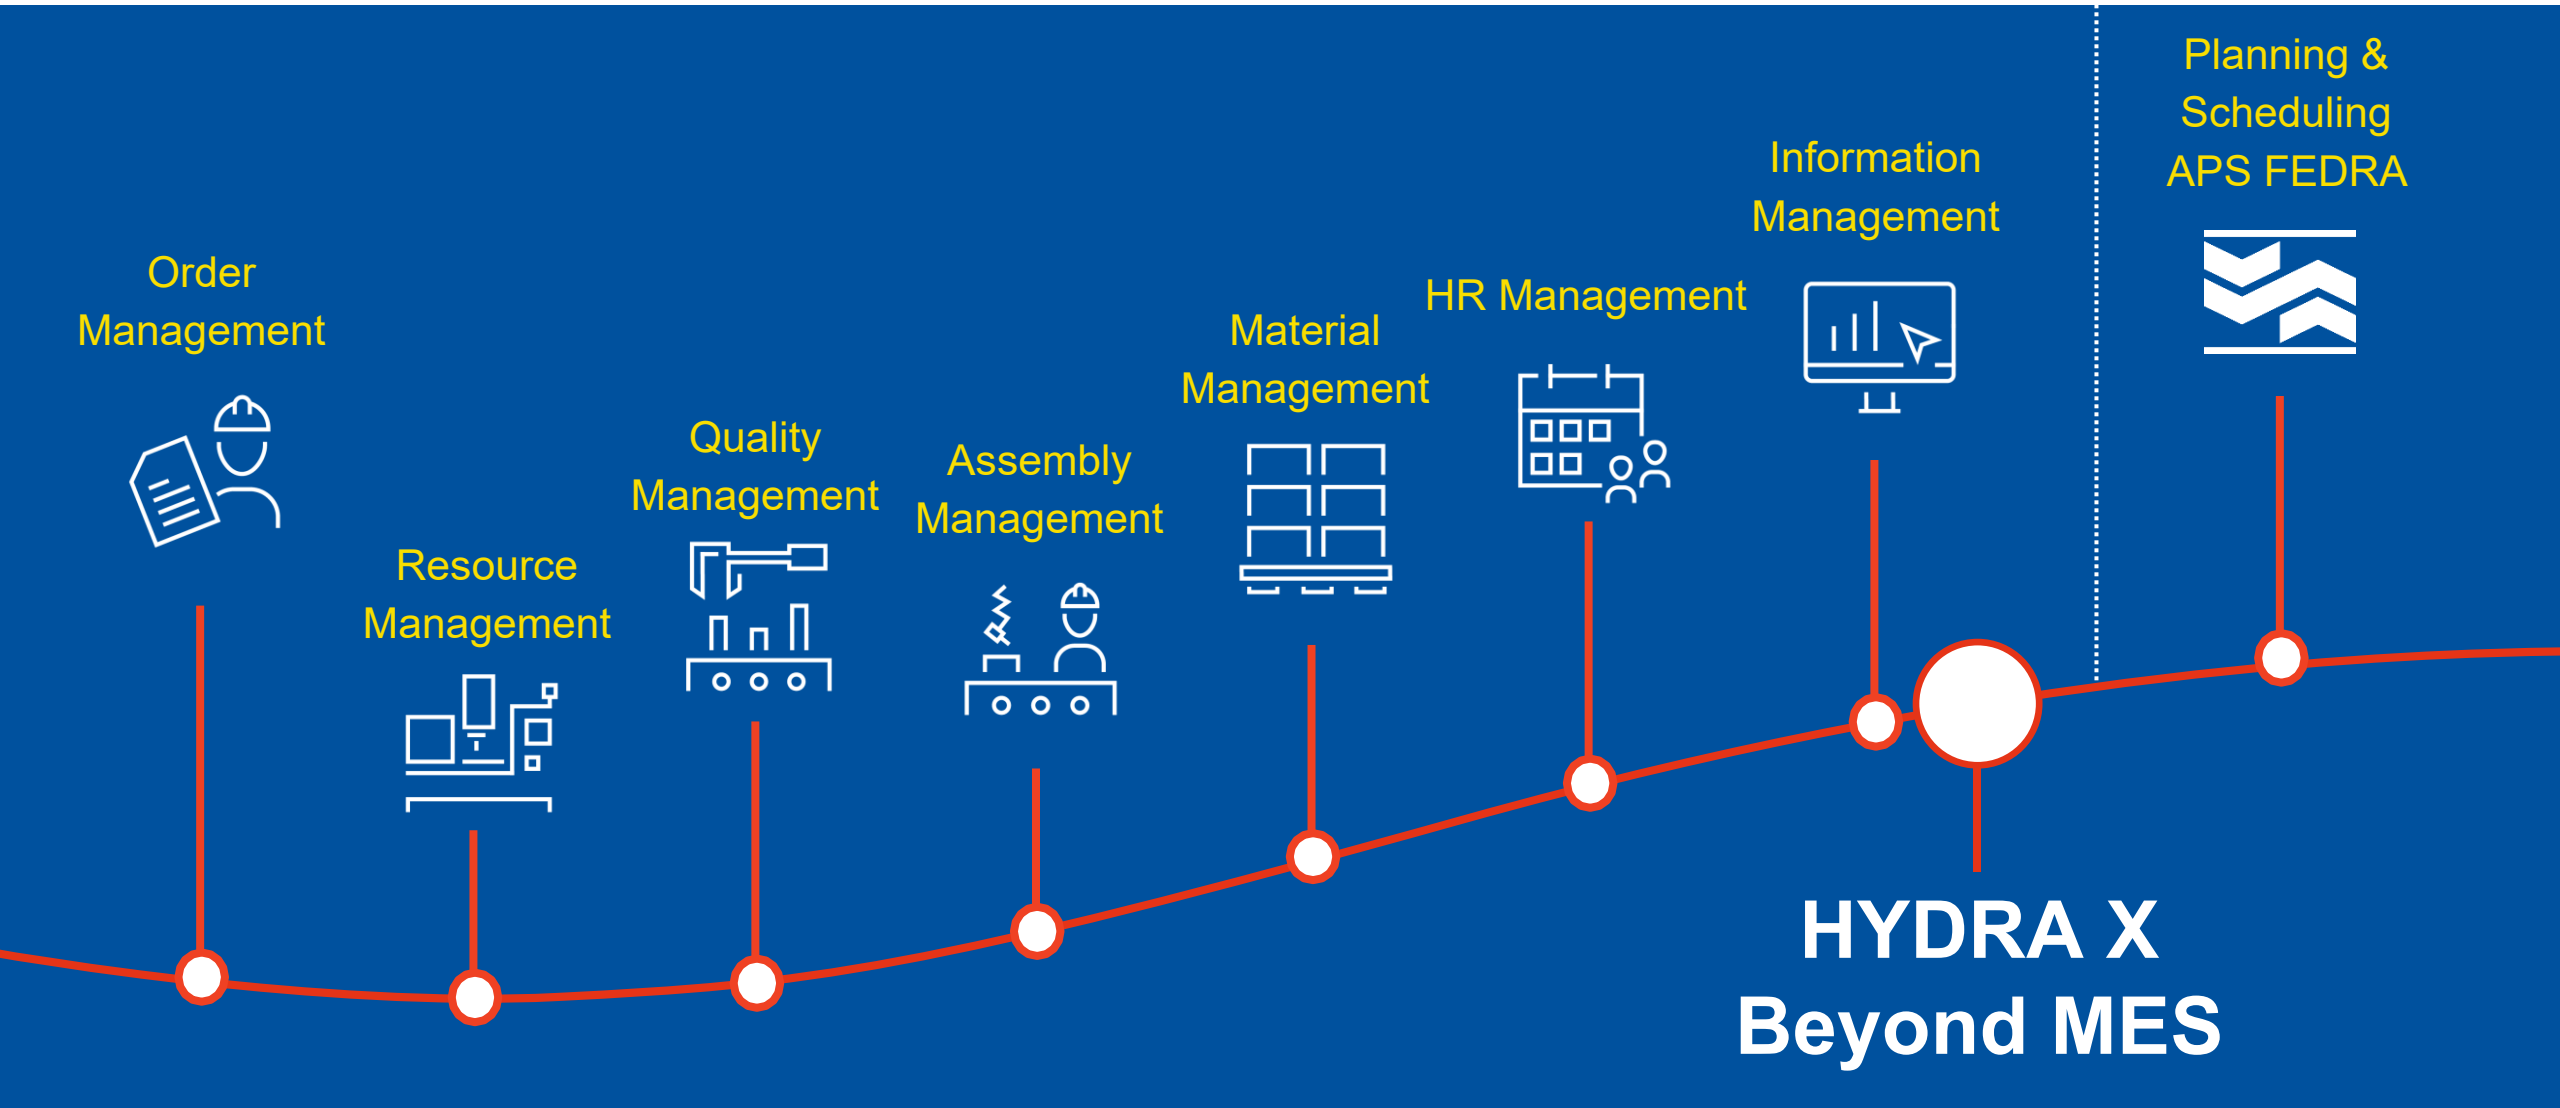 Order
Management
Resource
Management
Quality
Management
Assembly
Management
Material
Management
HR Management
Information
Management
Planning &
Scheduling
APS FEDRA
HYDRA X
Beyond MES